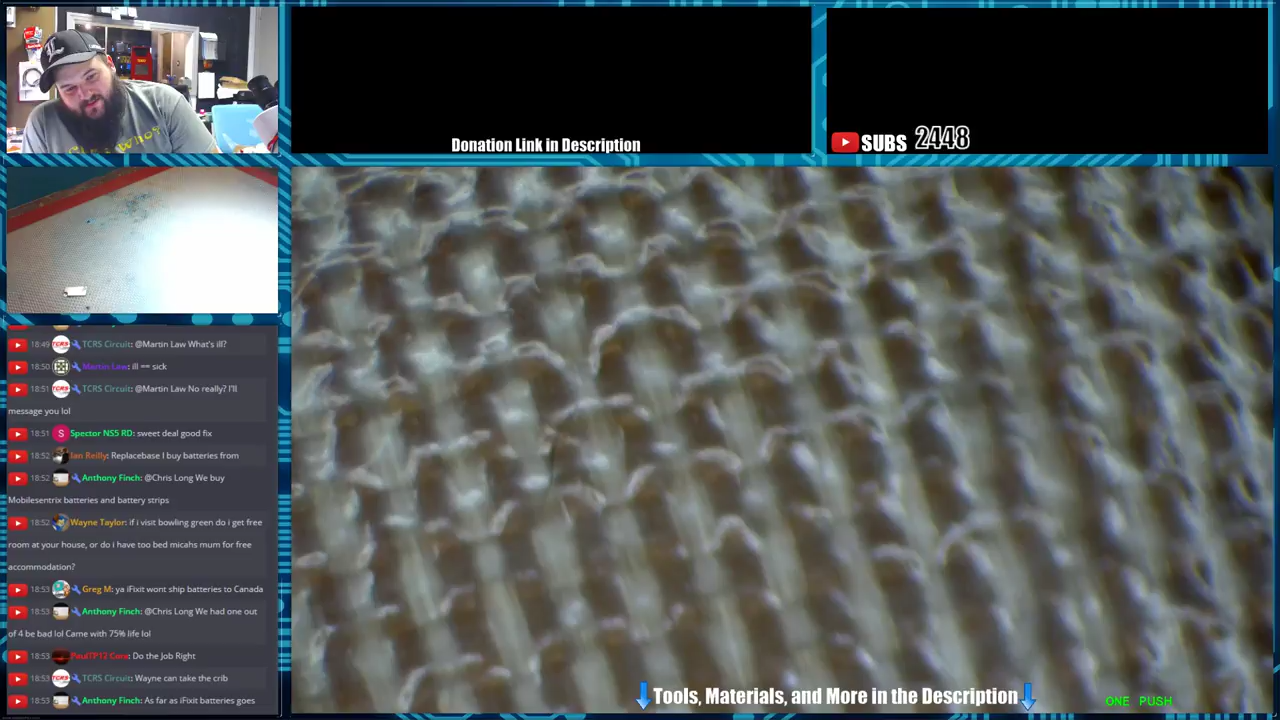 Donation Link in Description
SUBS 2448
18:49 TCRS Circuit: @Martin Law What's ill?
18:50 Martin Law: ill == sick
18:51 TCRS Circuit: @Martin Law No really? I'll
message you lol
18:51 Spector NS5 RD: sweet deal good fix
18:52 Ian Reilly: Replacebase I buy batteries from
18:52 Anthony Finch: @Chris Long We buy
Mobilesentrix batteries and battery strips
18:52 Wayne Taylor: if i visit bowling green do i get free
room at your house, or do i have too bed micahs mum for free
accommodation?
18:53 Greg M: ya iFixit wont ship batteries to Canada
18:53 Anthony Finch: @Chris Long We had one out
of 4 be bad lol Came with 75% life lol
18:53 PaulTP12 Cons: Do the Job Right
18:53 TCRS Circuit: Wayne can take the crib
18:53 Anthony Finch: As far as iFixit batteries goes
Tools, Materials, and More in the Description
ONE PUSH